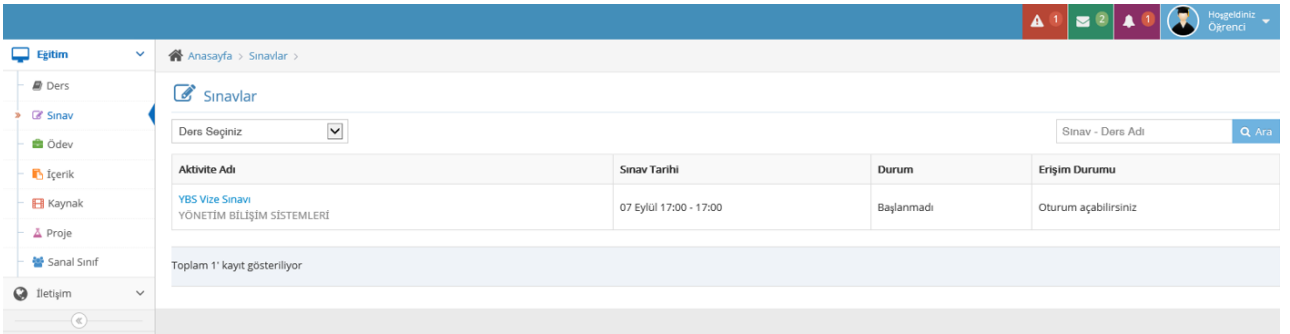 1
2
1
Hoşgeldiniz
Öğrenci
Eğitim
Ders
Sınav
Ödev
İçerik
Kaynak
Proje
Sanal Sınıf
İletişim
Anasayfa > Sınavlar >
Sınavlar
Ders Seçiniz
Sınav - Ders Adı
Ara
Aktivite Adı Sınav Tarihi Durum Erişim Durumu
YBS Vize Sınavı
YÖNETİM BİLİŞİM SİSTEMLERİ
07 Eylül 17:00 - 17:00 Başlanmadı Oturum açabilirsiniz
Toplam 1' kayıt gösteriliyor